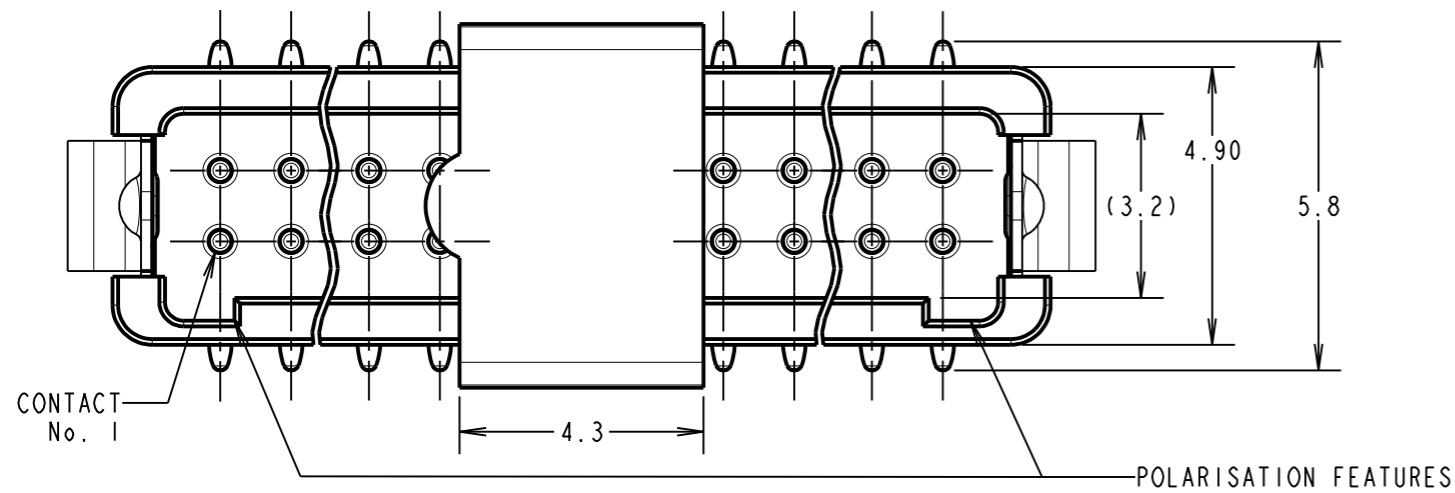 4.90
(3.2)
5.8
CONTACT
No. 1
4.3
POLARISATION FEATURES